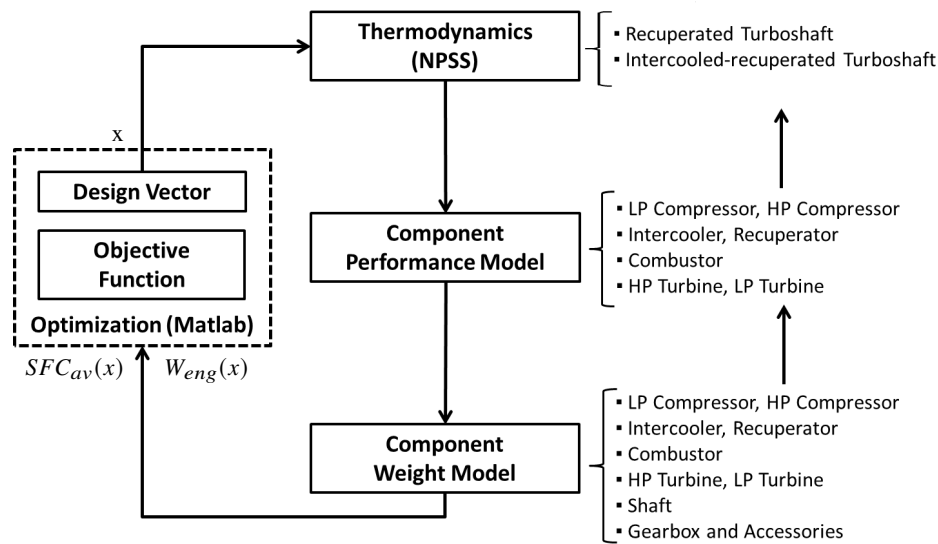 Thermodynamics
(NPSS)
▪ Recuperated Turboshaft
▪ Intercooled-recuperated Turboshaft
x
Design Vector
Objective
Function
Optimization (Matlab)
SFC_av(x) W_eng(x)
Component
Performance Model
▪ LP Compressor, HP Compressor
▪ Intercooler, Recuperator
▪ Combustor
▪ HP Turbine, LP Turbine
Component
Weight Model
▪ LP Compressor, HP Compressor
▪ Intercooler, Recuperator
▪ Combustor
▪ HP Turbine, LP Turbine
▪ Shaft
▪ Gearbox and Accessories